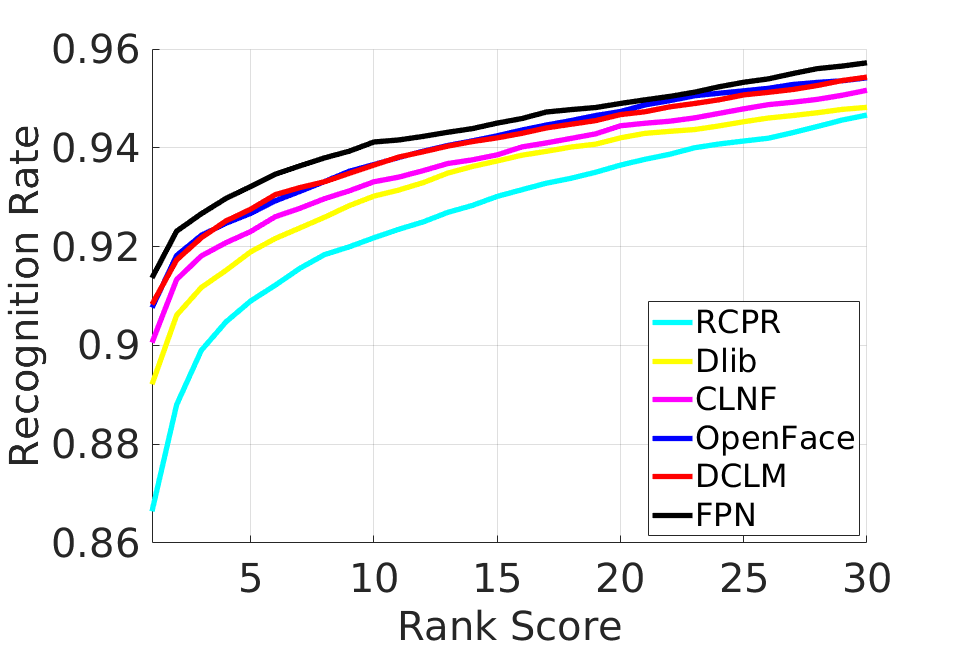 0.96
0.94
0.92
0.9
0.88
0.86
Recognition Rate
5 10 15 20 25 30
Rank Score
RCPR
Dlib
CLNF
OpenFace
DCLM
FPN